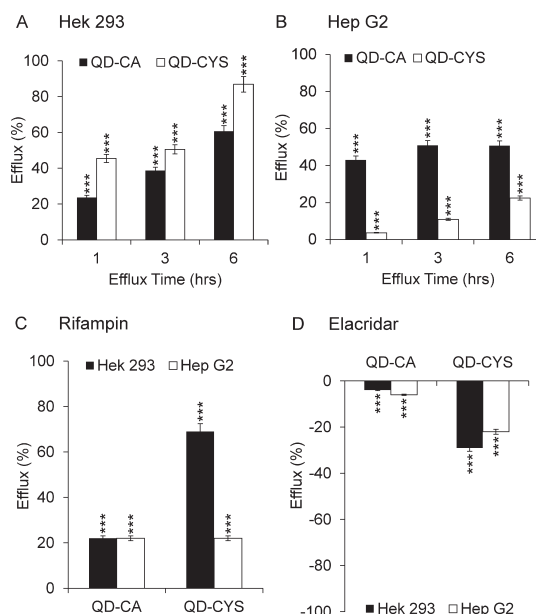 A Hek 293
QD-CA QD-CYS
Efflux (%)
100
80
60
40
20
0
*** *** *** *** *** ***
1 3 6
Efflux Time (hrs)
B Hep G2
QD-CA QD-CYS
Efflux (%)
100
80
60
40
20
0
*** *** *** *** *** ***
1 3 6
Efflux Time (hrs)
C Rifampin
Hek 293 Hep G2
Efflux (%)
100
80
60
40
20
0
*** *** *** ***
QD-CA QD-CYS
D Elacridar
QD-CA QD-CYS
Efflux (%)
0
-20
-40
-60
-80
-100
*** *** *** ***
Hek 293 Hep G2